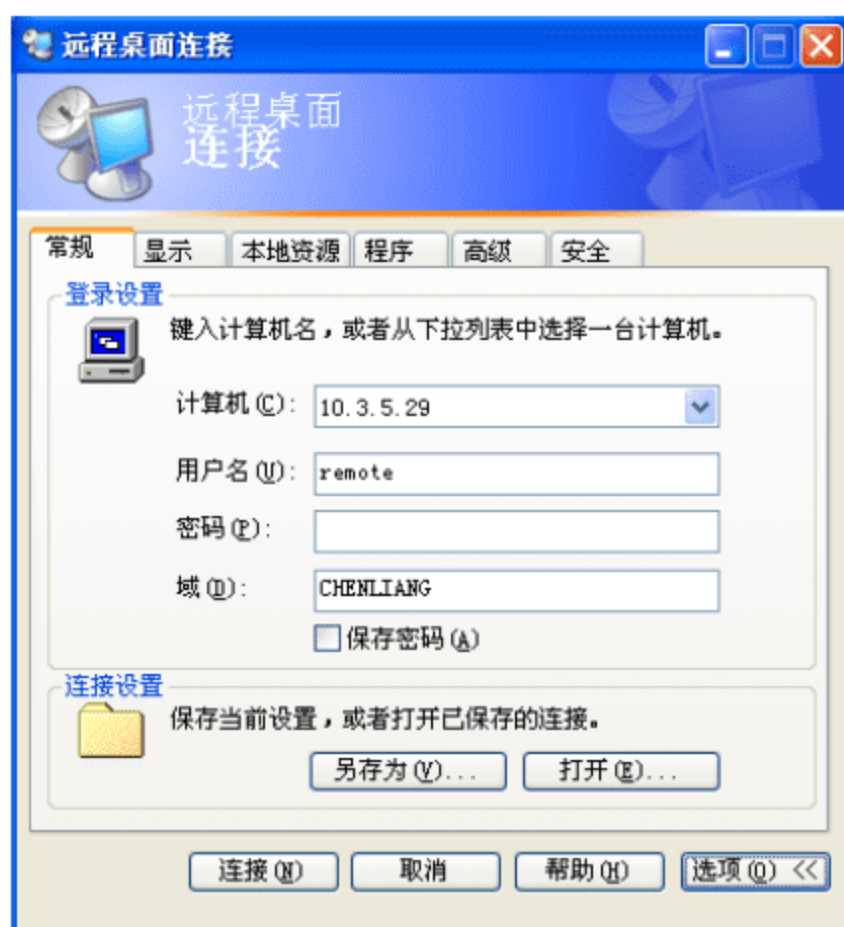 远程桌面连接
远程桌面
连接
常规 显示 本地资源 程序 高级 安全
登录设置
键入计算机名，或者从下拉列表中选择一台计算机。
计算机(C): 10.3.5.29
用户名(U): remote
密码(P):
域(D): CHENLIANG
保存密码(A)
连接设置
保存当前设置，或者打开已保存的连接。
另存为(V)... 打开(E)...
连接(N) 取消 帮助(H) 选项(O) <<